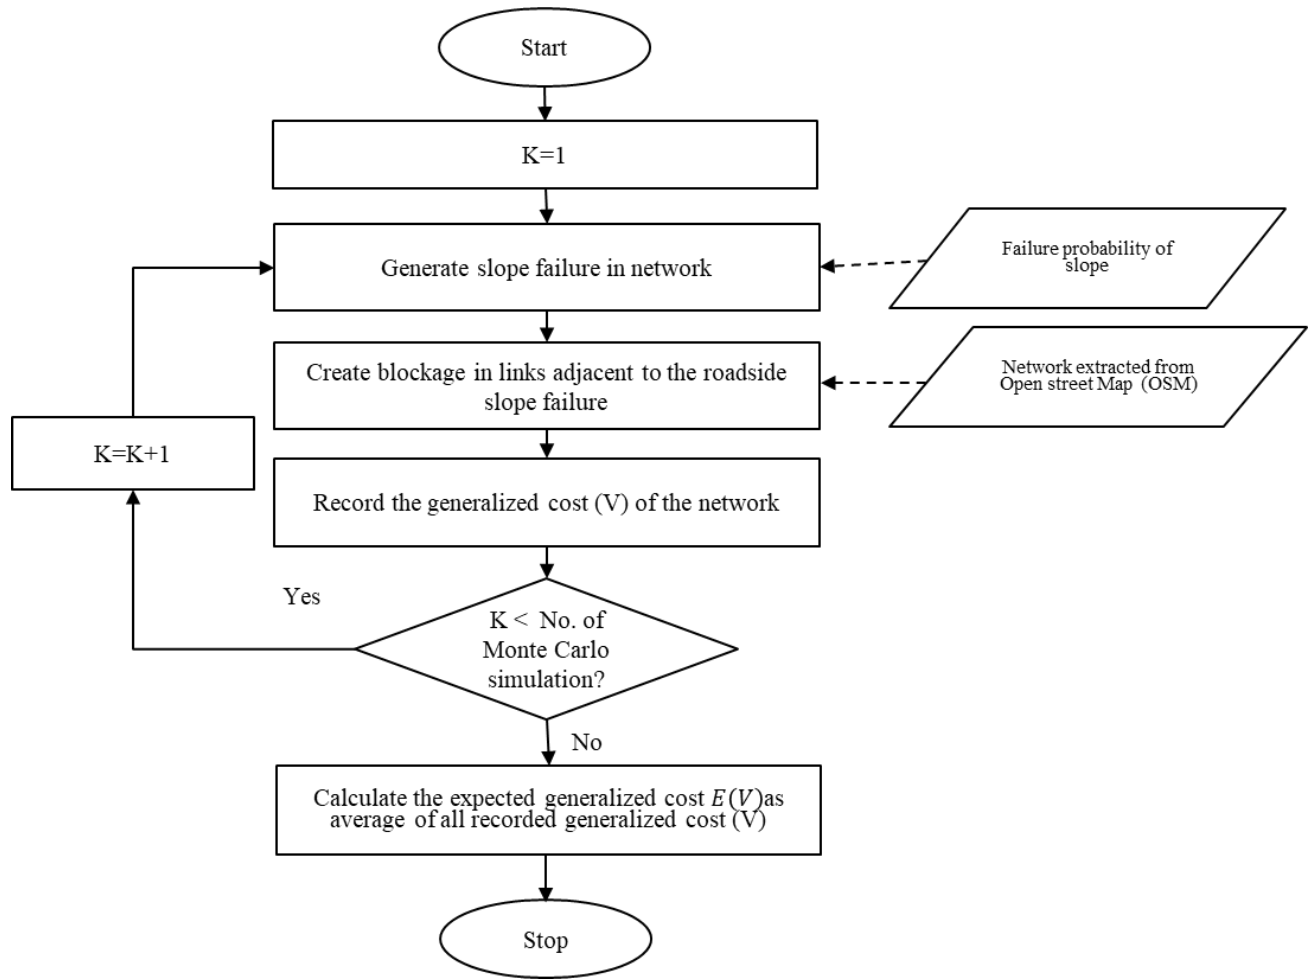 Start
K=1
Generate slope failure in network
Failure probability of
slope
Create blockage in links adjacent to the roadside
slope failure
Network extracted from
Open street Map (OSM)
K=K+1
Record the generalized cost (V) of the network
Yes
K < No. of
Monte Carlo
simulation?
No
Calculate the expected generalized cost E(V)as
average of all recorded generalized cost (V)
Stop